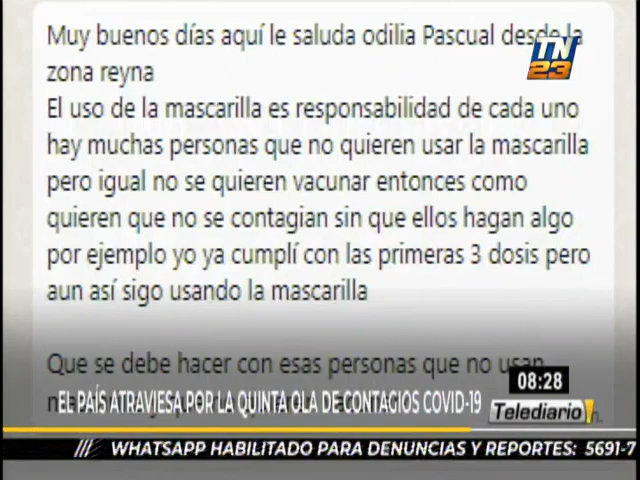 Muy buenos días aquí le saluda odilia Pascual desde la
TN
23
zona reyna
El uso de la mascarilla es responsabilidad de cada uno
hay muchas personas que no quieren usar la mascarilla
pero igual no se quieren vacunar entonces como
quieren que no se contagian sin que ellos hagan algo
por ejemplo yo ya cumplí con las primeras 3 dosis pero
aun así sigo usando la mascarilla
Que se debe hacer con esas personas que no usan
08:28
EL PAÍS ATRAVIESA POR LA QUINTA OLA DE CONTAGIOS COVID-19
Telediario
WHATSAPP HABILITADO PARA DENUNCIAS Y REPORTES: 5691-7